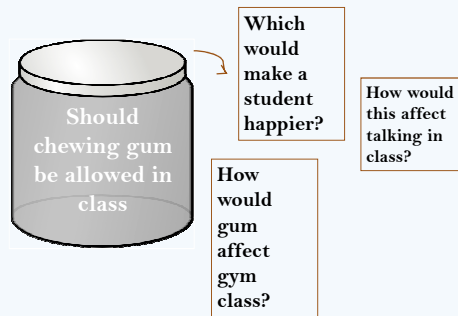 Should
chewing gum
be allowed in
class
Which
would
make a
student
happier?
How would
this affect
talking in
class?
How
would
gum
affect
gym
class?